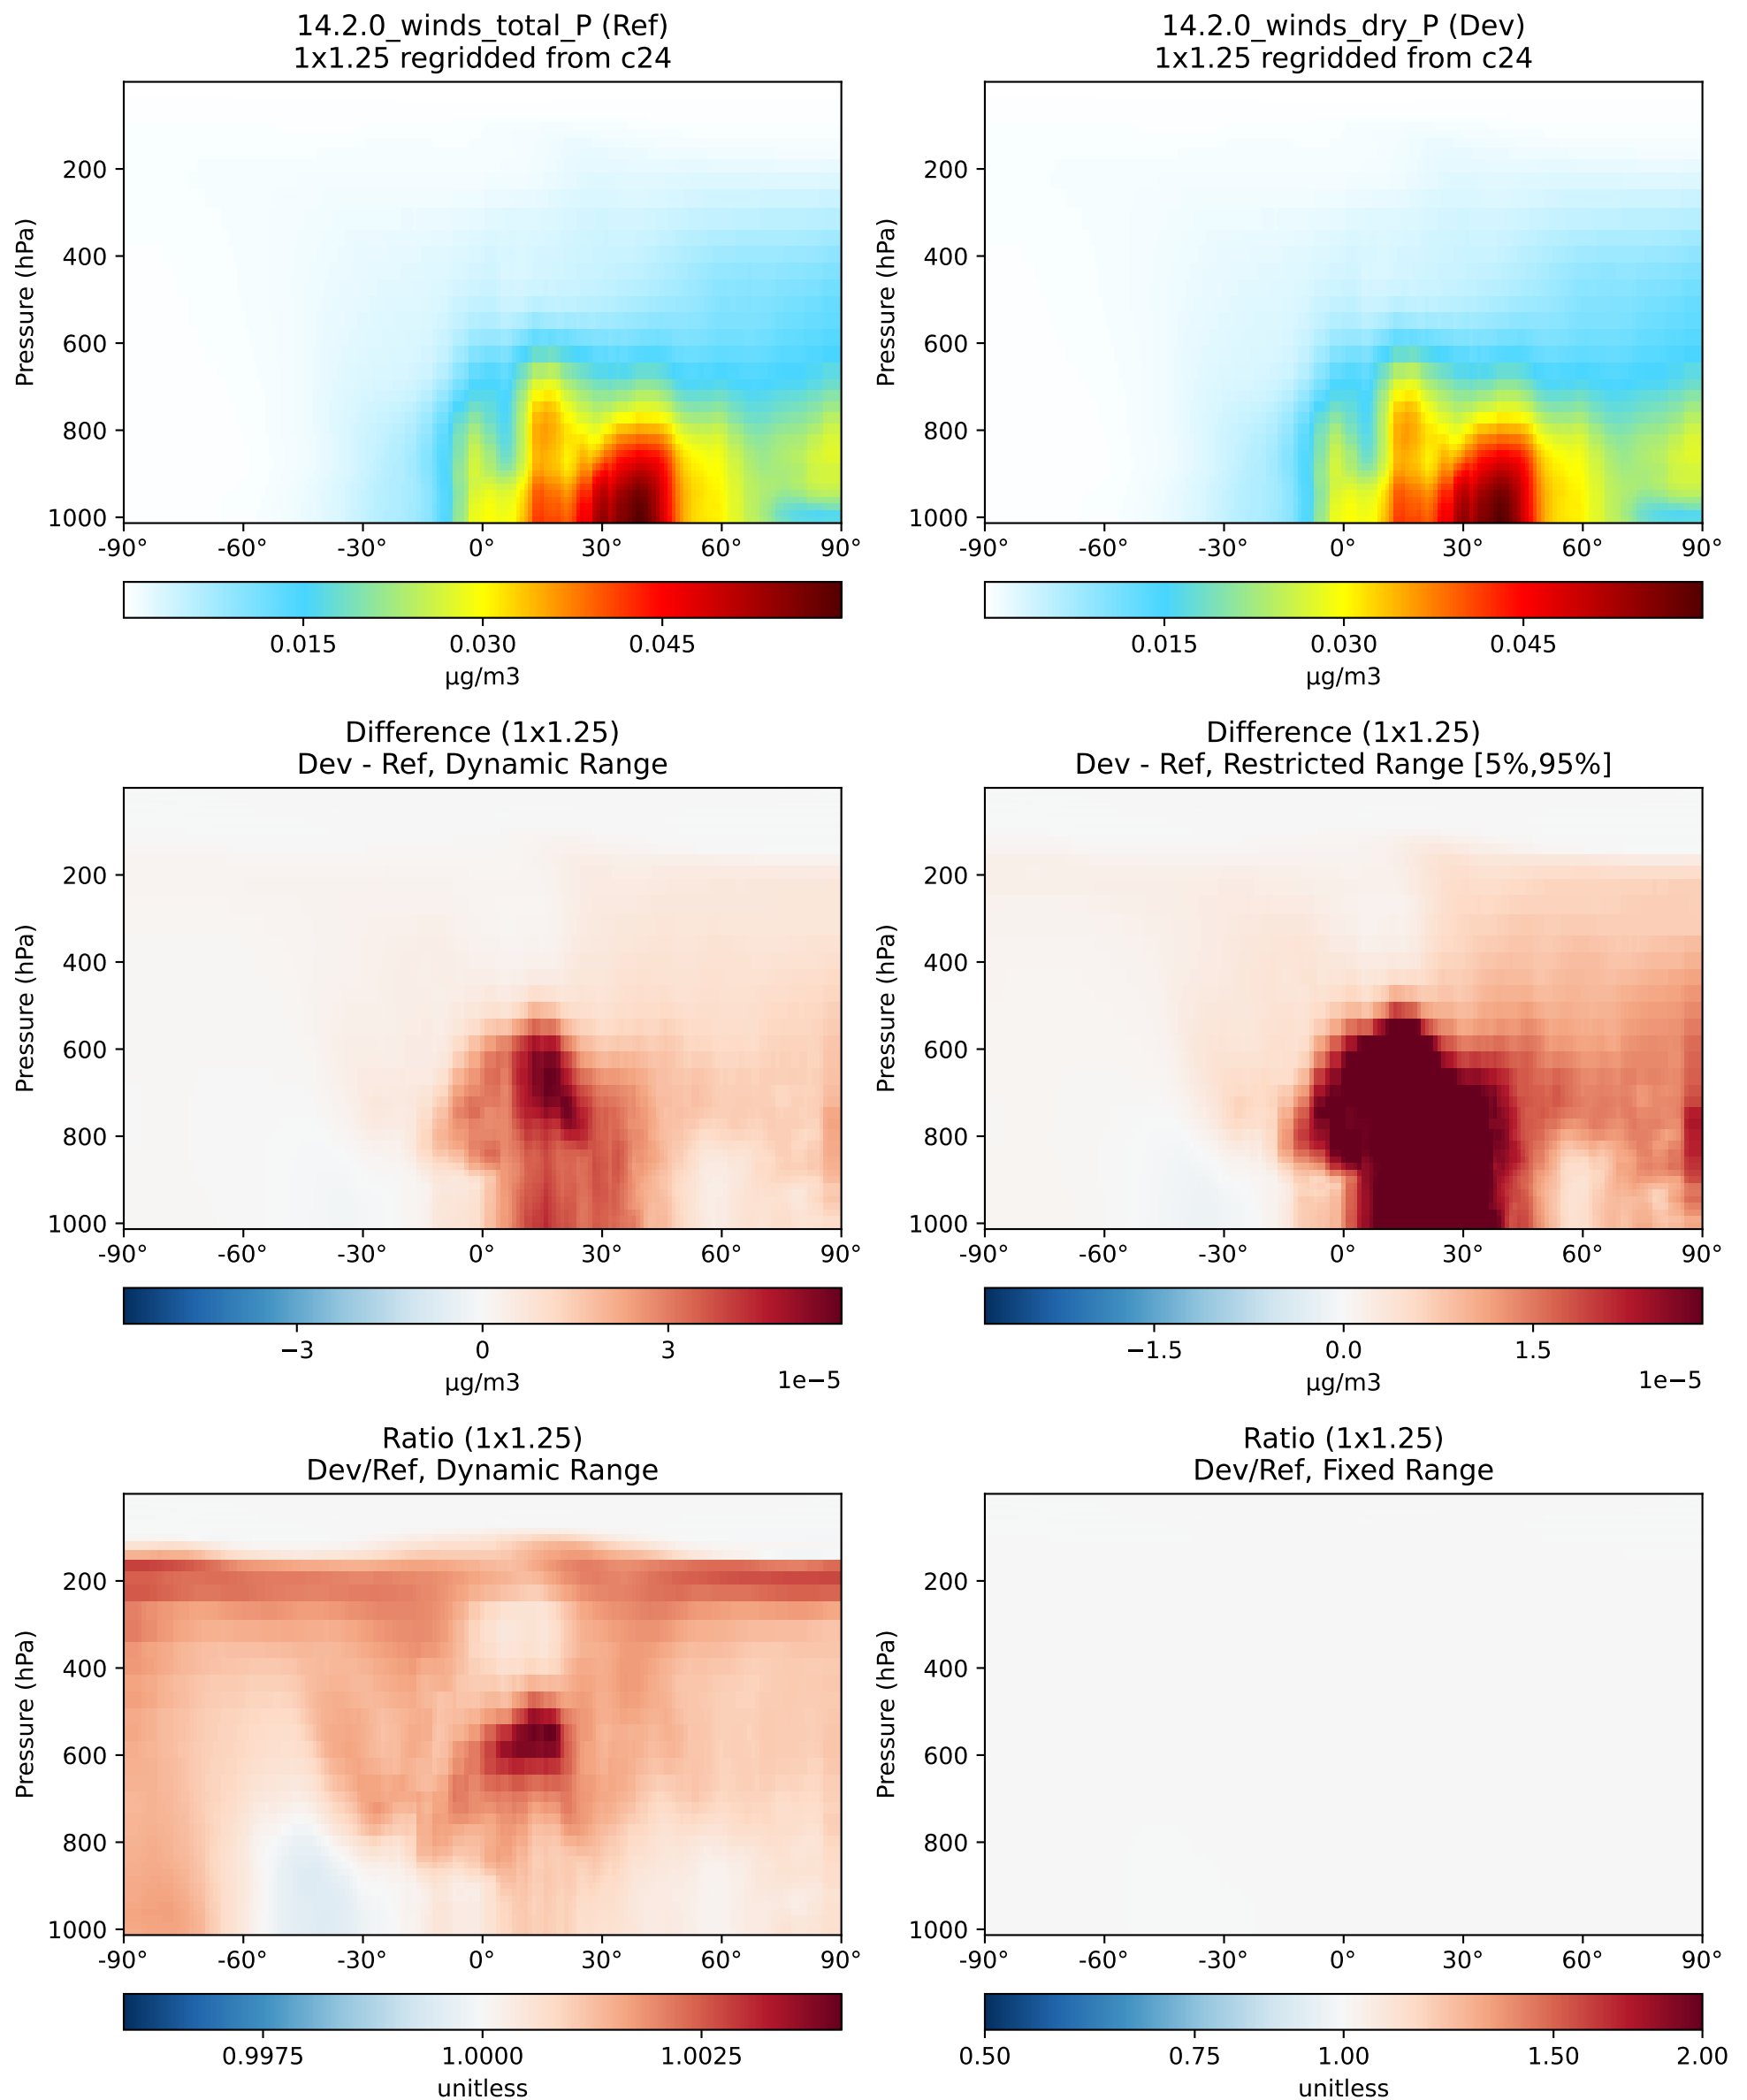 14.2.0_winds_total_P (Ref)
1x1.25 regridded from c24
14.2.0_winds_dry_P (Dev)
1x1.25 regridded from c24
Pressure (hPa)
200
400
600
800
1000
-90° -60° -30° 0° 30° 60° 90°
0.015 0.030 0.045
µg/m3
Pressure (hPa)
200
400
600
800
1000
-90° -60° -30° 0° 30° 60° 90°
0.015 0.030 0.045
µg/m3
Difference (1x1.25)
Dev - Ref, Dynamic Range
Difference (1x1.25)
Dev - Ref, Restricted Range [5%,95%]
Pressure (hPa)
200
400
600
800
1000
-90° -60° -30° 0° 30° 60° 90°
−3 0 3
µg/m3
1e−5
Pressure (hPa)
200
400
600
800
1000
-90° -60° -30° 0° 30° 60° 90°
−1.5 0.0 1.5
µg/m3
1e−5
Ratio (1x1.25)
Dev/Ref, Dynamic Range
Ratio (1x1.25)
Dev/Ref, Fixed Range
Pressure (hPa)
200
400
600
800
1000
-90° -60° -30° 0° 30° 60° 90°
0.9975 1.0000 1.0025
unitless
Pressure (hPa)
200
400
600
800
1000
-90° -60° -30° 0° 30° 60° 90°
0.50 0.75 1.00 1.50 2.00
unitless